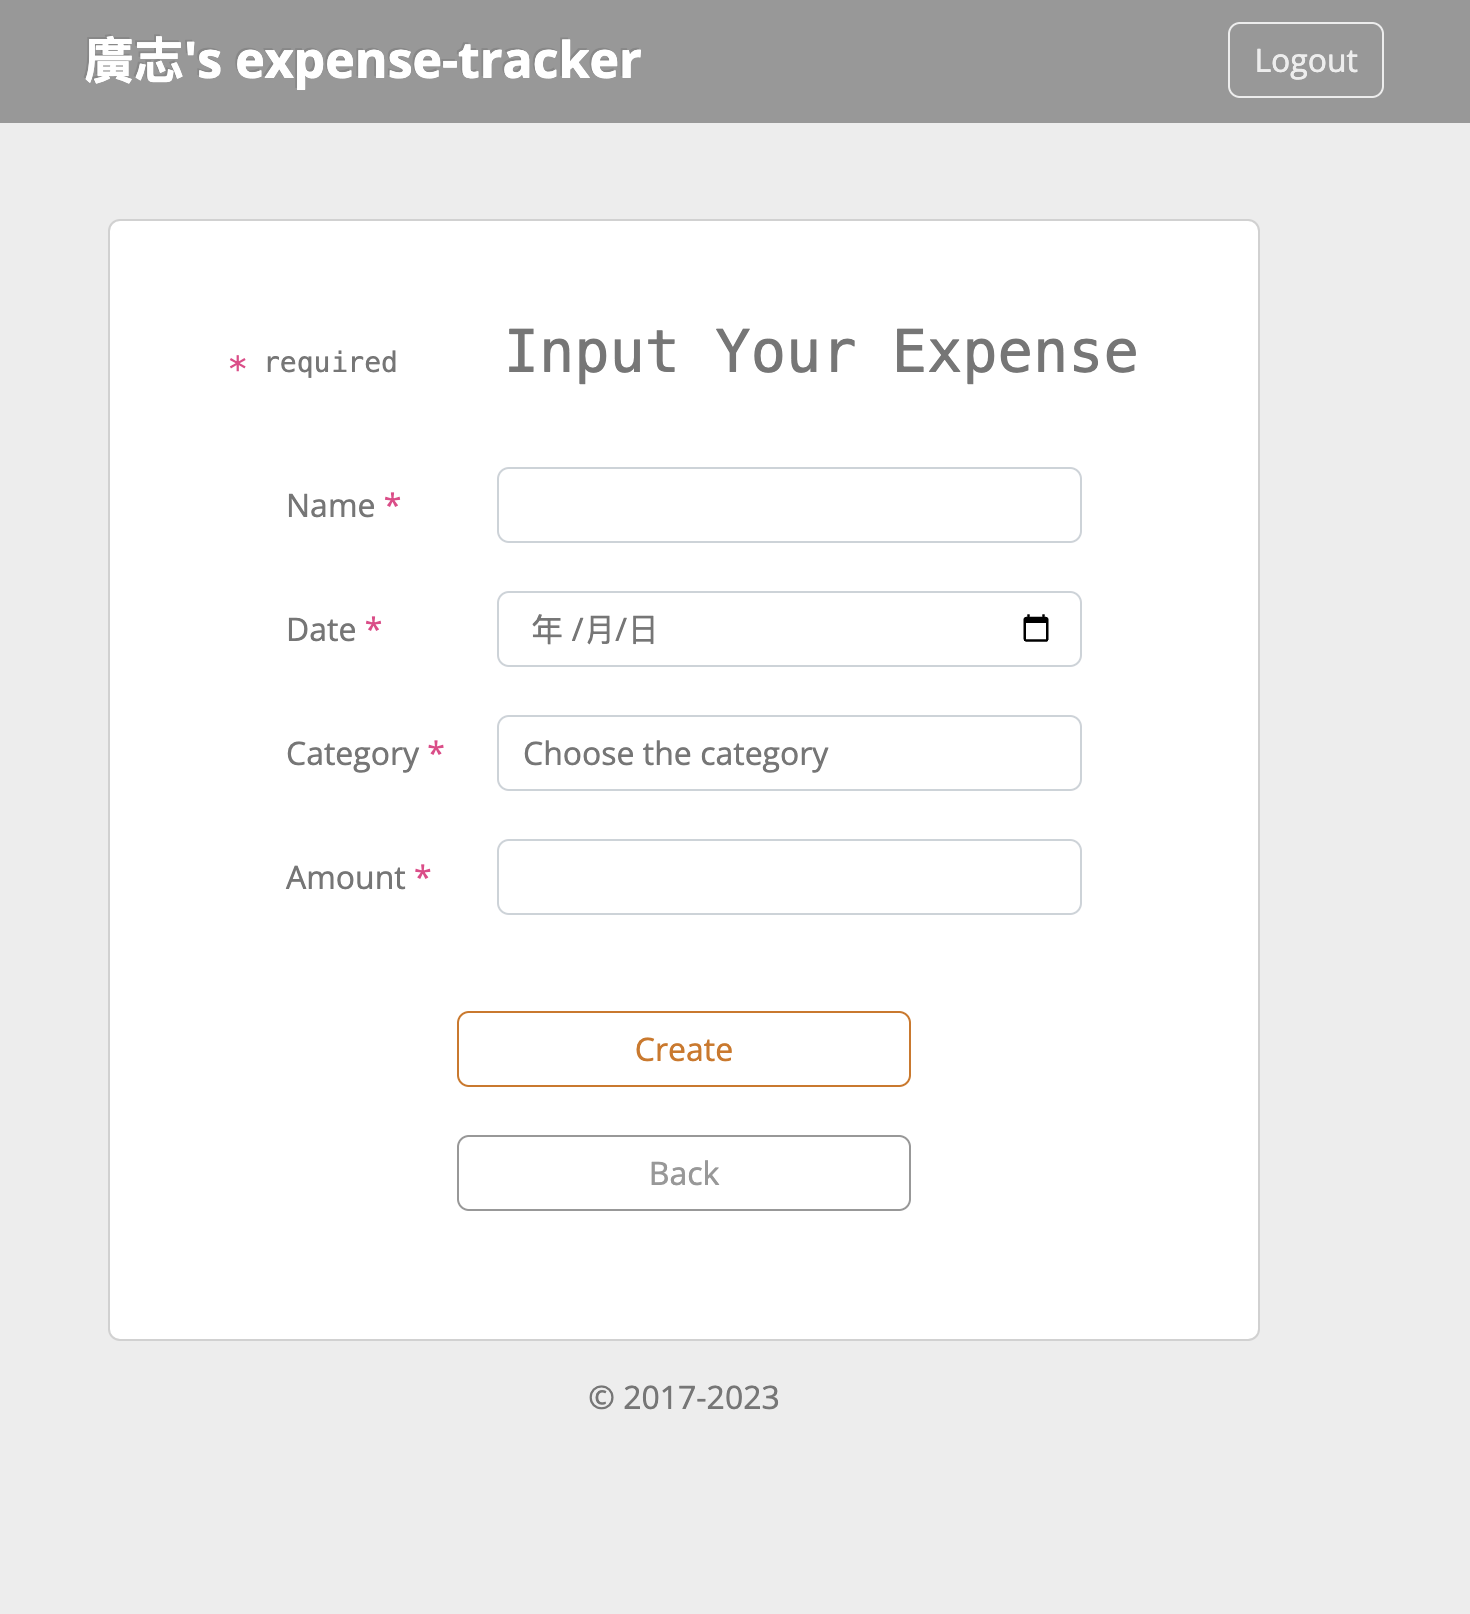 廣志's expense-tracker
Logout
* required
Input Your Expense
Name *
Date *
年 /月/日
Category *
Choose the category
Amount *
Create
Back
© 2017-2023